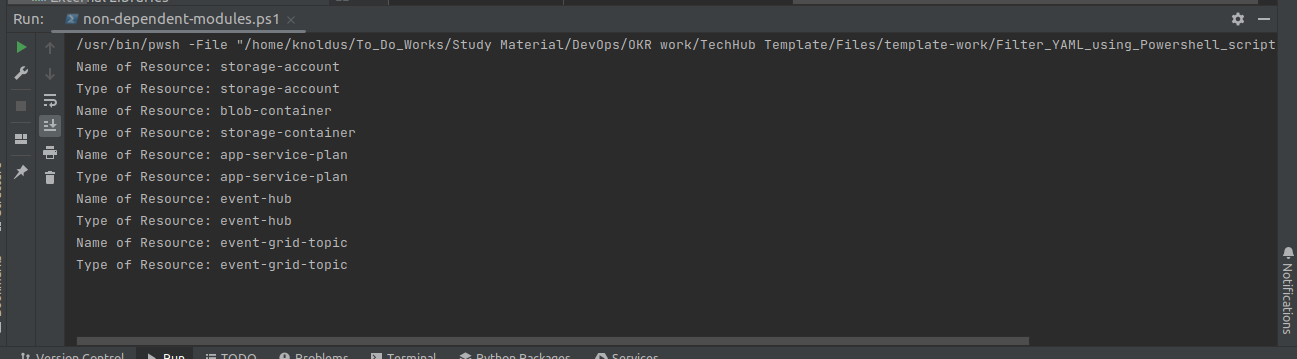 External Libraries
Run: non-dependent-modules.ps1
/usr/bin/pwsh -File "/home/knoldus/To_Do_Works/Study Material/DevOps/OKR work/TechHub Template/Files/template-work/Filter_YAML_using_Powershell_script
Name of Resource: storage-account
Type of Resource: storage-account
Name of Resource: blob-container
Type of Resource: storage-container
Name of Resource: app-service-plan
Type of Resource: app-service-plan
Name of Resource: event-hub
Type of Resource: event-hub
Name of Resource: event-grid-topic
Type of Resource: event-grid-topic
Notifications
Version Control Run TODO Problems Terminal Python Packages Services